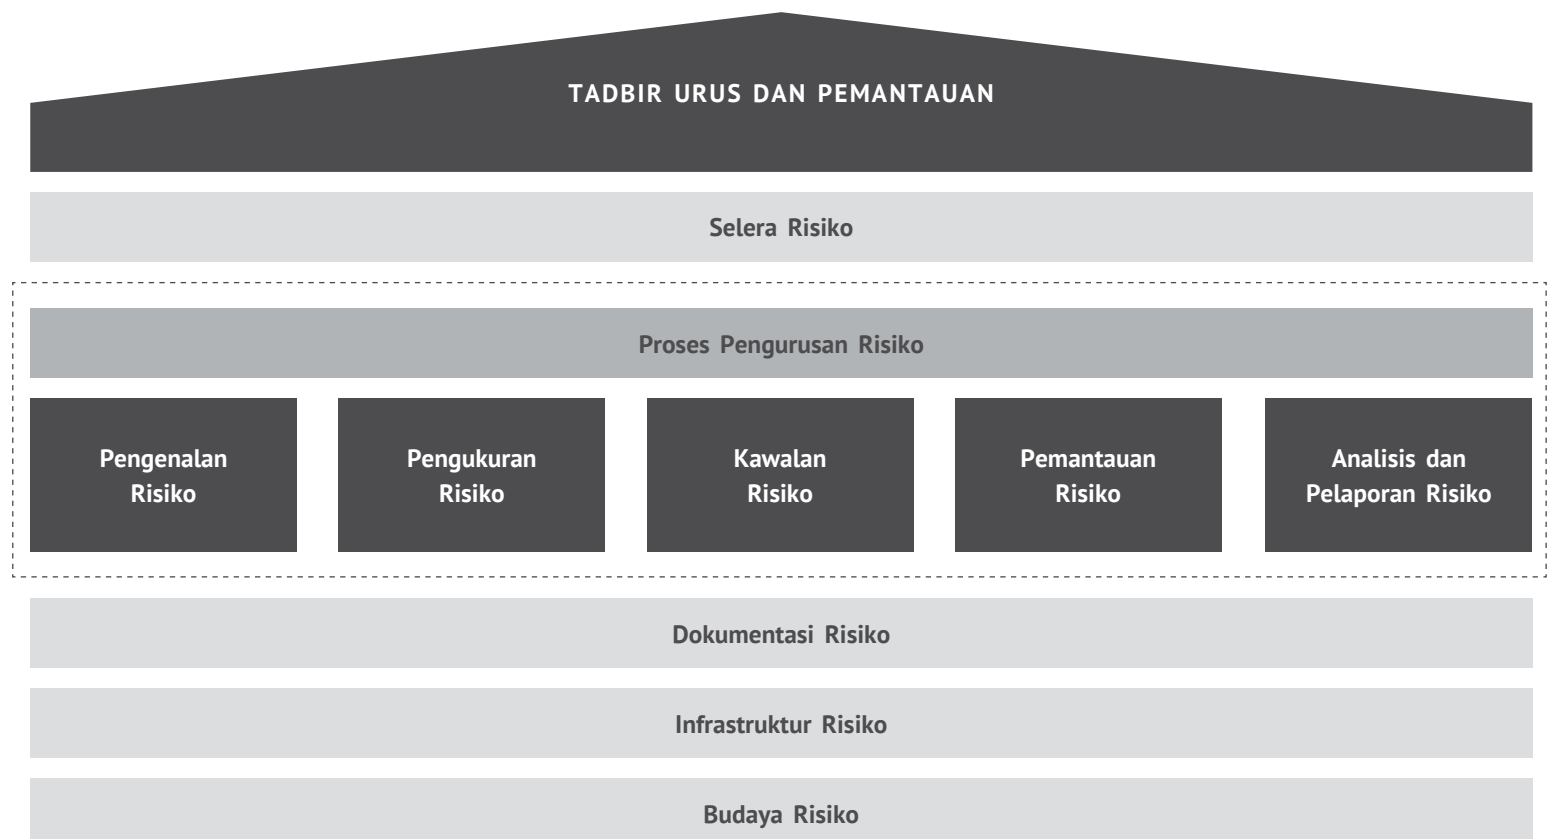 TADBIR URUS DAN PEMANTAUAN
Selera Risiko
Proses Pengurusan Risiko
Pengenalan
Risiko
Pengukuran
Risiko
Kawalan
Risiko
Pemantauan
Risiko
Analisis dan
Pelaporan Risiko
Dokumentasi Risiko
Infrastruktur Risiko
Budaya Risiko